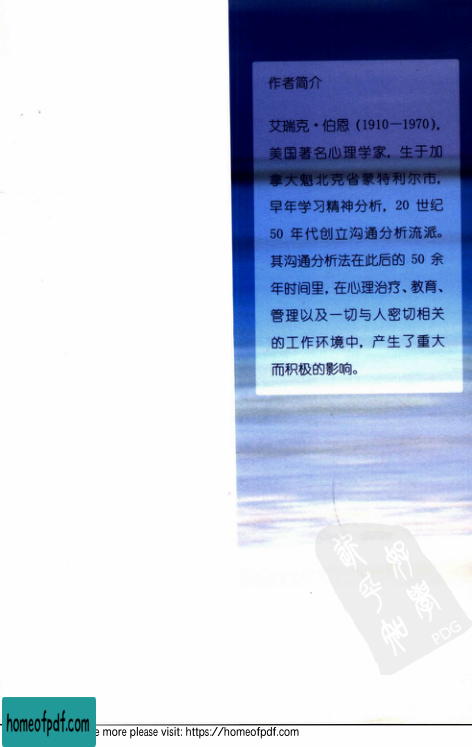 作者简介
艾瑞克·伯恩（1910—1970），
美国著名心理学家，生于加
拿大魁北克省蒙特利尔市，
早年学习精神分析，20 世纪
50 年代创立沟通分析流派。
其沟通分析法在此后的 50 余
年时间里，在心理治疗、教育、
管理以及一切与人密切相关
的工作环境中，产生了重大
而积极的影响。
PDG
homeofpdf.com
e more please visit: https://homeofpdf.com